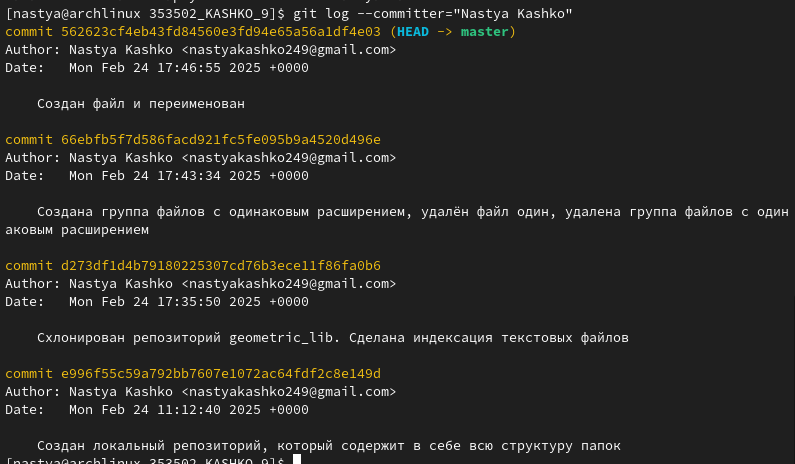 [nastya@archlinux 353502_KASHKO_9]$ git log --committer="Nastya Kashko"
commit 562623cf4eb43fd84560e3fd94e65a56a1df4e03 (HEAD -> master)
Author: Nastya Kashko <nastyakashko249@gmail.com>
Date:   Mon Feb 24 17:46:55 2025 +0000
Создан файл и переименован
commit 66ebfb5f7d586facd921fc5fe095b9a4520d496e
Author: Nastya Kashko <nastyakashko249@gmail.com>
Date:   Mon Feb 24 17:43:34 2025 +0000
Создана группа файлов с одинаковым расширением, удалён файл один, удалена группа файлов с один
аковым расширением
commit d273df1d4b79180225307cd76b3ece11f86fa0b6
Author: Nastya Kashko <nastyakashko249@gmail.com>
Date:   Mon Feb 24 17:35:50 2025 +0000
Схлонирован репозиторий geometric_lib. Сделана индексация текстовых файлов
commit e996f55c59a792bb7607e1072ac64fdf2c8e149d
Author: Nastya Kashko <nastyakashko249@gmail.com>
Date:   Mon Feb 24 11:12:40 2025 +0000
Создан локальный репозиторий, который содержит в себе всю структуру папок
[nastya@archlinux 353502_KASHKO_9]$